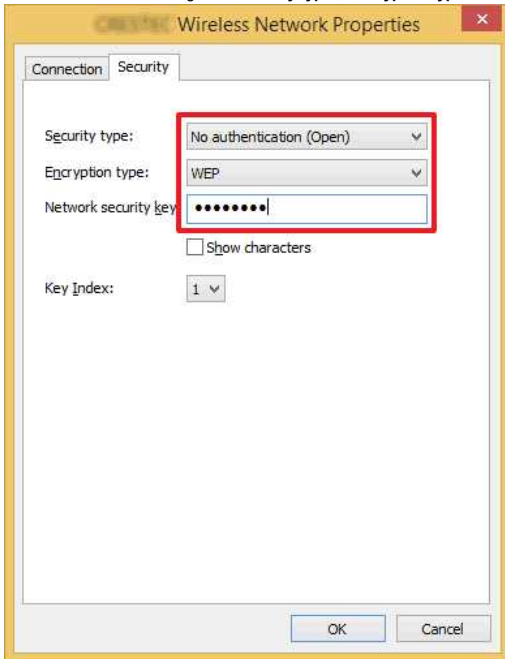 Wireless Network Properties
Connection Security
Security type: No authentication (Open)
Encryption type: WEP
Network security key ••••••••
Show characters
Key Index: 1
OK Cancel